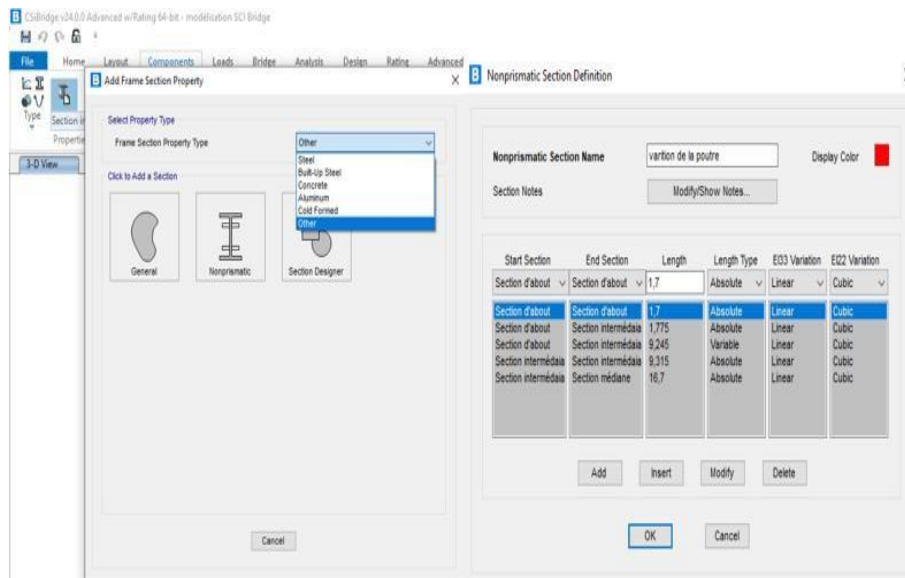 CSiBridge v24.0.0 Advanced w/Rating 64-bit - modélisation SCI Bridge
File Home Layout Components Loads Bridge Analysis Design Rating Advanced
Type
Section
Propertie
3-D View
Add Frame Section Property
Select Property Type
Frame Section Property Type
Other
Steel
Built-Up Steel
Concrete
Aluminum
Cold Formed
Other
Click to Add a Section
General Nonprismatic Section Designer
Cancel
Nonprismatic Section Definition
Nonprismatic Section Name vartion de la poutre Display Color
Section Notes Modify/Show Notes...
Start Section End Section Length Length Type EI33 Variation EI22 Variation
Section d'about Section d'about 1,7 Absolute Linear Cubic
Section d'about Section d'about 1,7 Absolute Linear Cubic
Section d'about Section intermédaia 1,775 Absolute Linear Cubic
Section d'about Section intermédaia 9,245 Variable Linear Cubic
Section intermédaia Section intermédaia 9,315 Absolute Linear Cubic
Section intermédaia Section médiane 16,7 Absolute Linear Cubic
Add Insert Modify Delete
OK Cancel